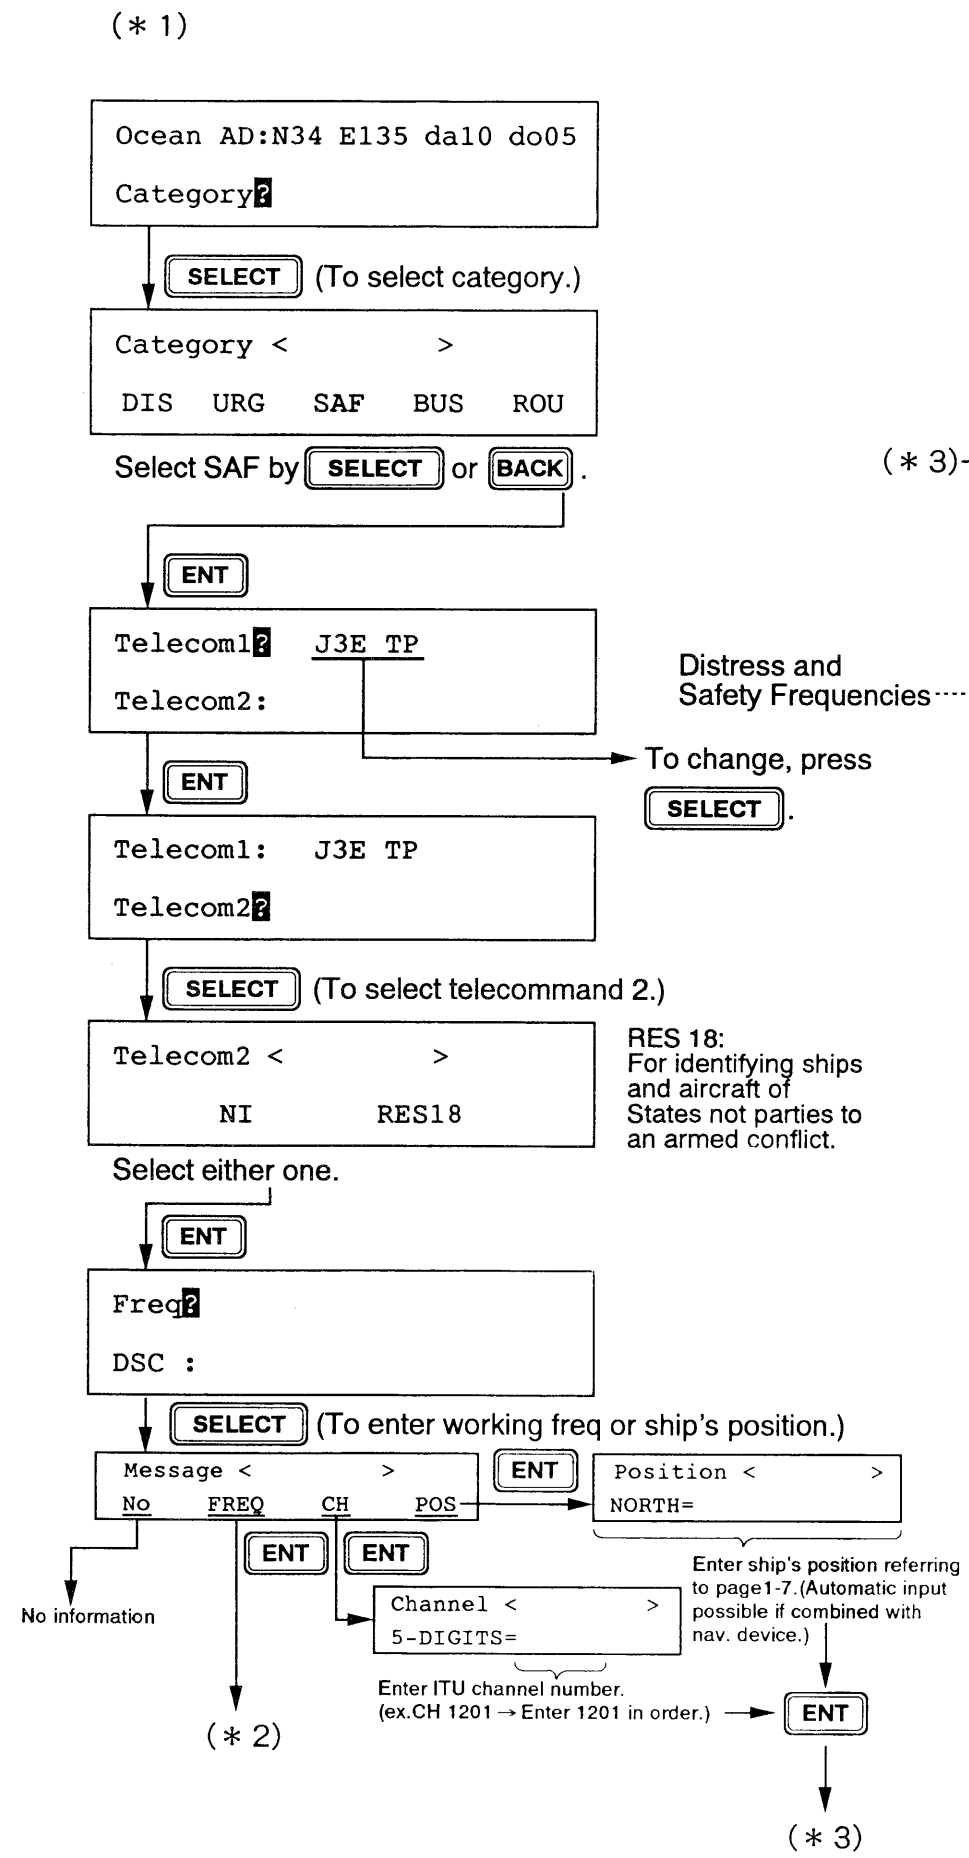 (* 1)
Ocean AD:N34 E135 da10 do05
Category?
SELECT (To select category.)
Category < >
DIS URG SAF BUS ROU
Select SAF by SELECT or BACK.
(* 3)-
ENT
Telecom1? J3E TP
Telecom2:
Distress and
Safety Frequencies
To change, press
SELECT.
ENT
Telecom1: J3E TP
Telecom2?
SELECT (To select telecommand 2.)
Telecom2 < >
NI RES18
RES 18:
For identifying ships
and aircraft of
States not parties to
an armed conflict.
Select either one.
ENT
Freq?
DSC :
SELECT (To enter working freq or ship's position.)
Message < >
No FREQ CH POS
ENT
Position < >
NORTH=
ENT ENT
No information
Enter ship's position referring
to page1-7.(Automatic input
possible if combined with
nav. device.)
Channel < >
5-DIGITS=
Enter ITU channel number.
(ex.CH 1201 → Enter 1201 in order.)
ENT
(* 2)
(* 3)